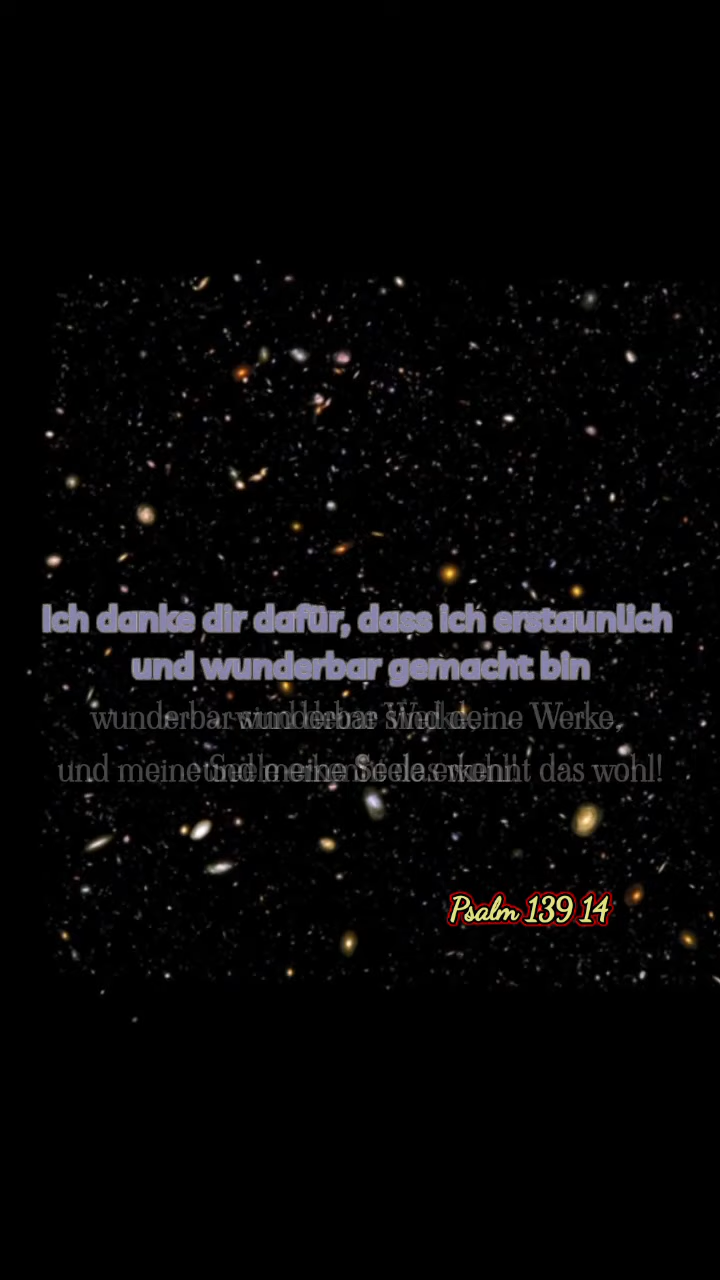 Ich danke dir dafür, dass ich erstaunlich
und wunderbar gemacht bin
wunderbar sind deine Werke,
und meine Seele erkennt das wohl!
Psalm 139 14